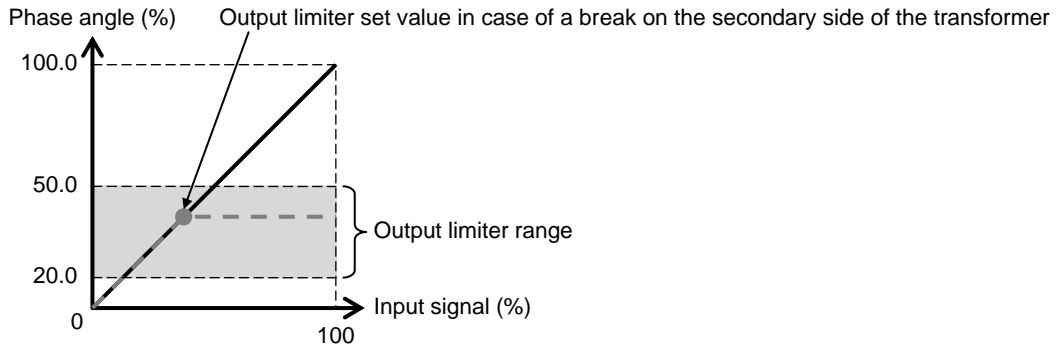 Phase angle (%)
Output limiter set value in case of a break on the secondary side of the transformer
100.0
50.0
Output limiter range
20.0
Input signal (%)
0
100